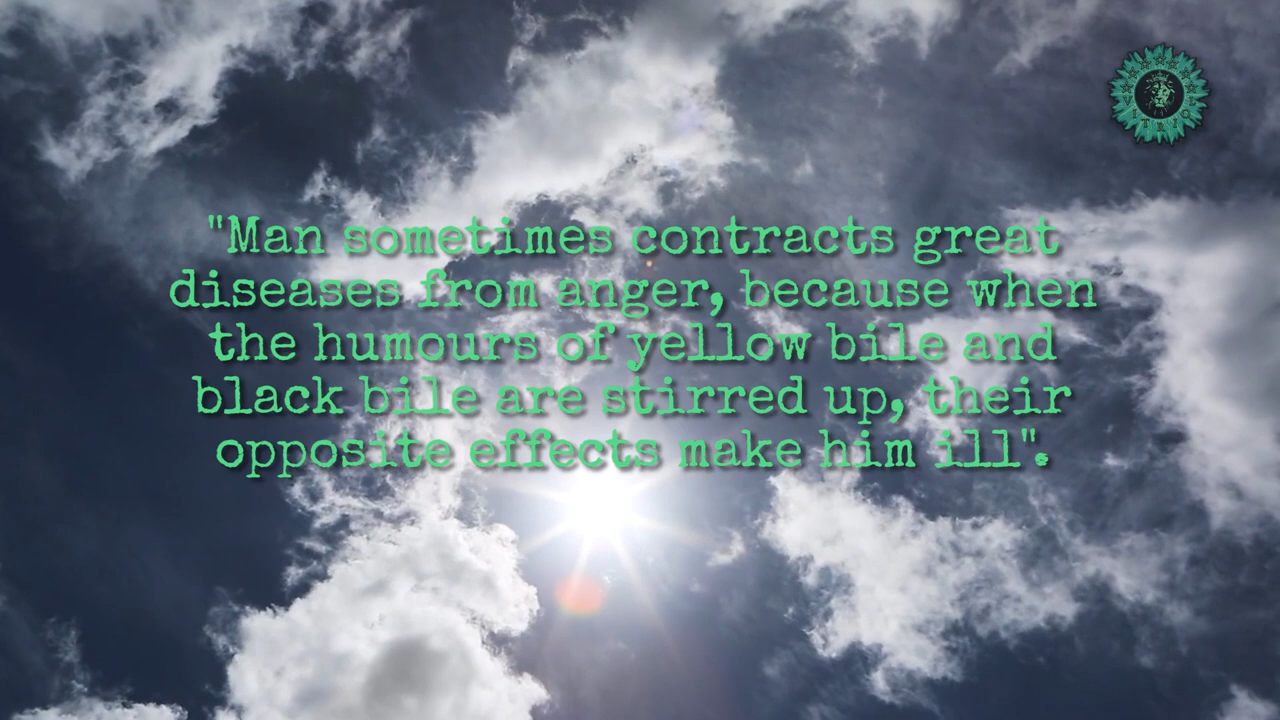 "Man sometimes contracts great
diseases from anger, because when
the humours of yellow bile and
black bile are stirred up, their
opposite effects make him ill".